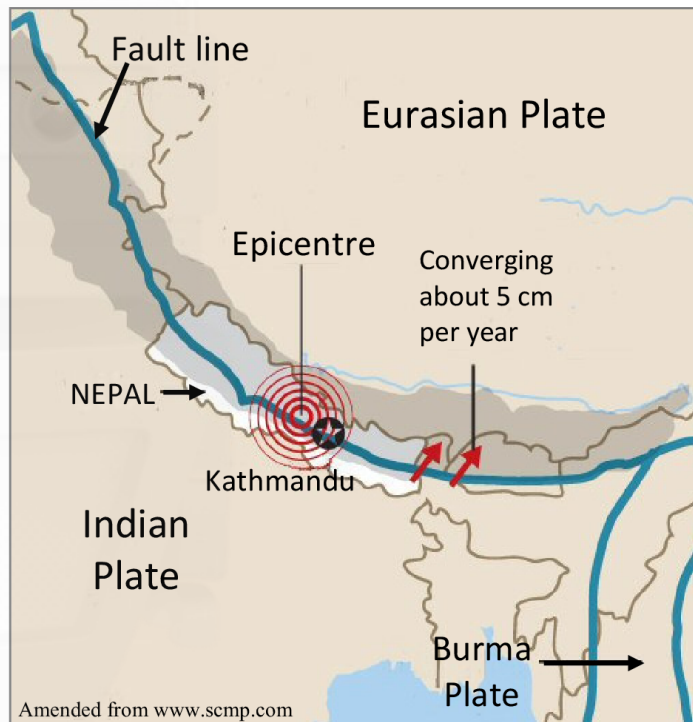 Fault line
Eurasian Plate
Epicentre
Converging
about 5 cm
per year
NEPAL
Kathmandu
Indian
Plate
Burma
Plate
Amended from www.scmp.com